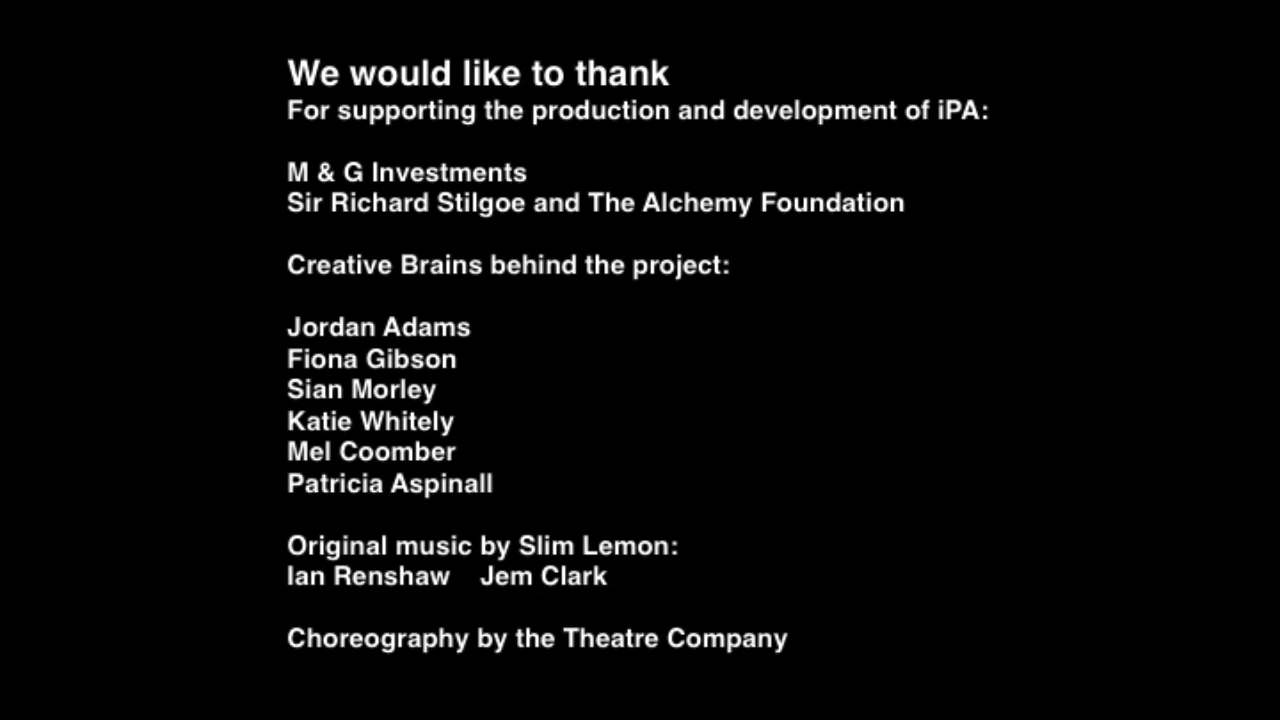 We would like to thank
For supporting the production and development of iPA:
M & G Investments
Sir Richard Stilgoe and The Alchemy Foundation
Creative Brains behind the project:
Jordan Adams
Fiona Gibson
Sian Morley
Katie Whitely
Mel Coomber
Patricia Aspinall
Original music by Slim Lemon:
Ian Renshaw    Jem Clark
Choreography by the Theatre Company